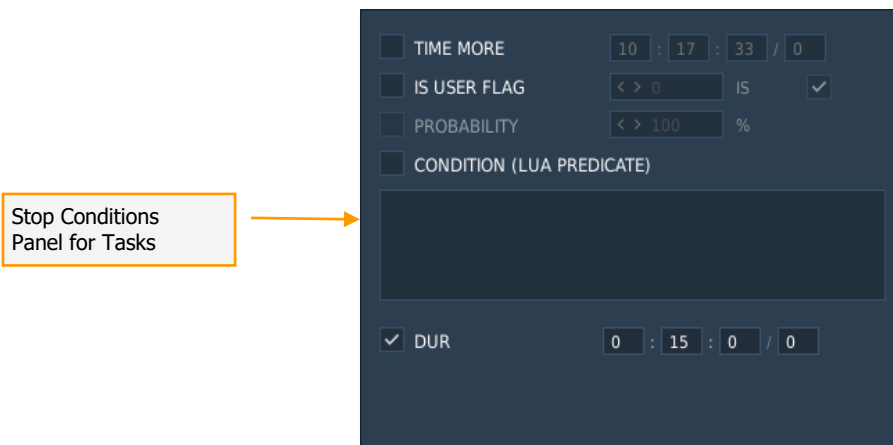 TIME MORE 10 : 17 : 33 / 0
IS USER FLAG < > 0 IS
PROBABILITY < > 100 %
CONDITION (LUA PREDICATE)
Stop Conditions
Panel for Tasks
DUR 0 : 15 : 0 / 0